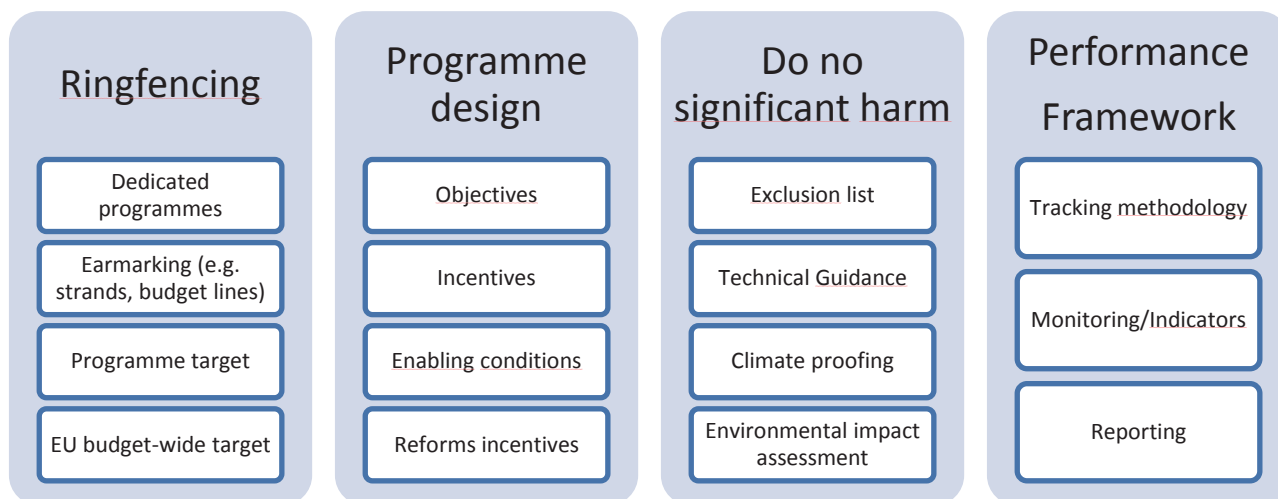 Ringfencing
Dedicated
programmes
Earmarking (e.g.
strands, budget lines)
Programme target
EU budget-wide target
Programme
design
Objectives
Incentives
Enabling conditions
Reforms incentives
Do no
significant harm
Exclusion list
Technical Guidance
Climate proofing
Environmental impact
assessment
Performance
Framework
Tracking methodology
Monitoring/Indicators
Reporting